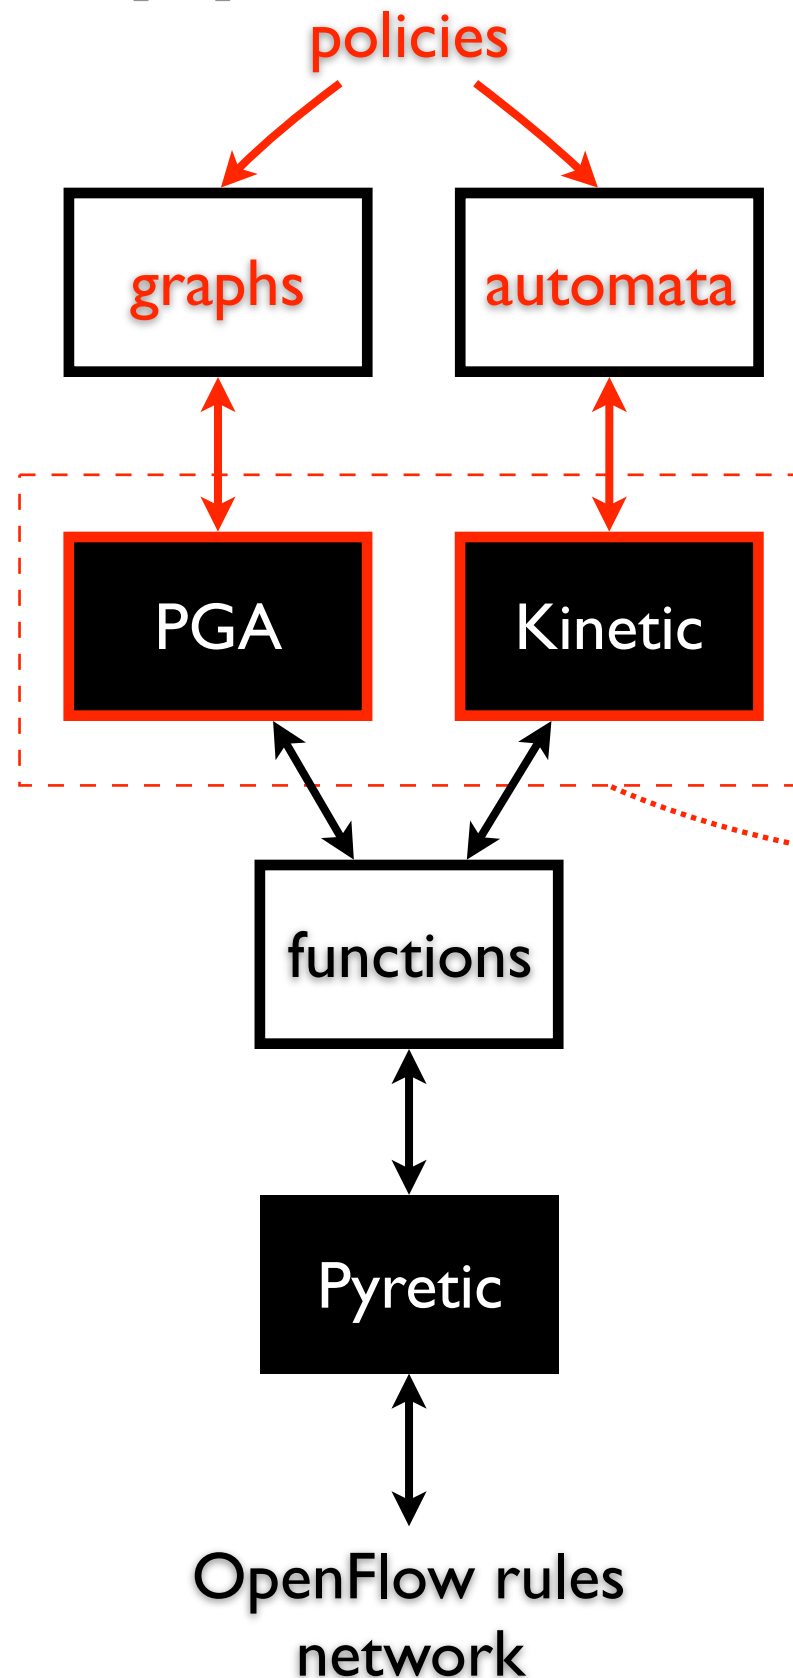 policies
graphs automata
PGA Kinetic
functions
Pyretic
OpenFlow rules
network